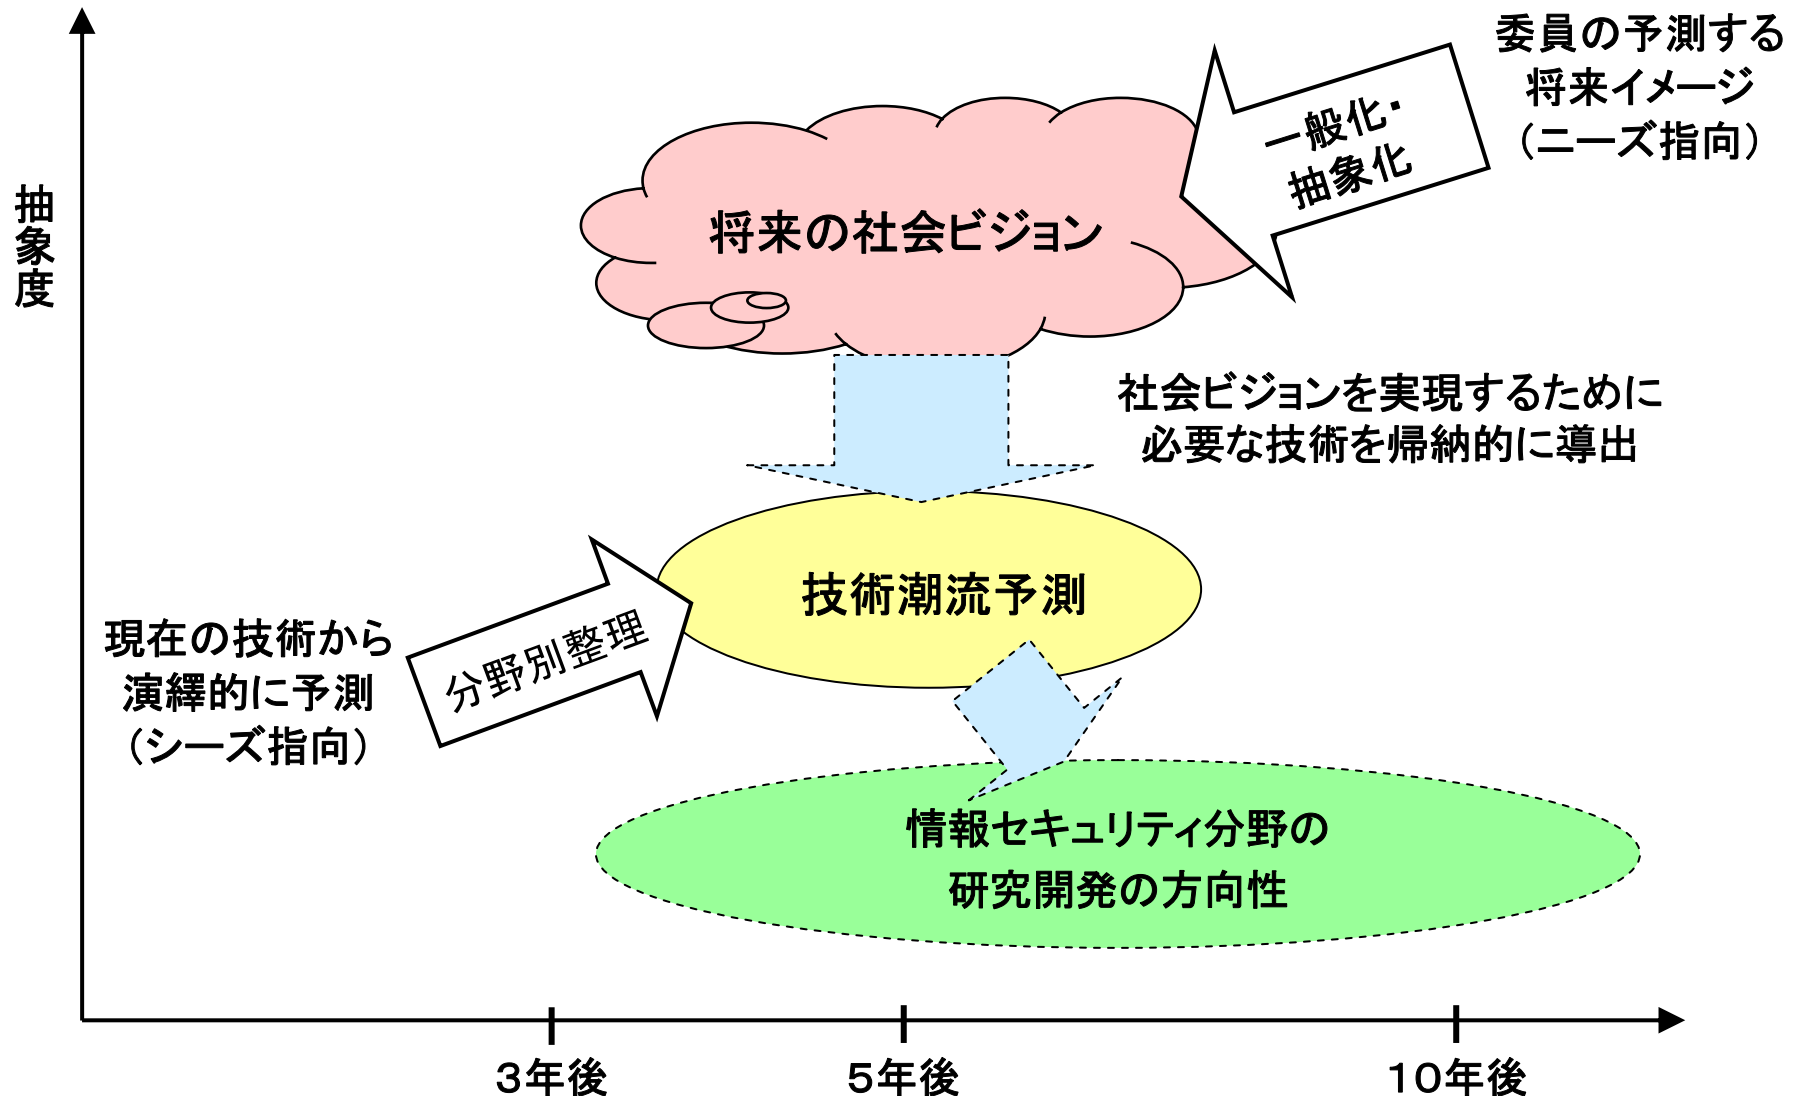 委員の予測する
将来イメージ
（ニーズ指向）
一般化・
抽象化
抽象度
将来の社会ビジョン
社会ビジョンを実現するために
必要な技術を帰納的に導出
技術潮流予測
現在の技術から
演繹的に予測
（シーズ指向）
分野別整理
情報セキュリティ分野の
研究開発の方向性
３年後
５年後
１０年後